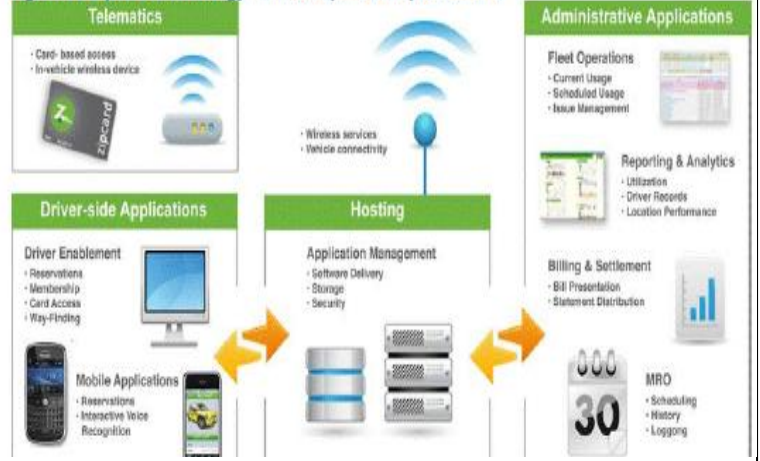 Telematics
· Card- based access
· In-vehicle wireless device
Z
zipcard
· Wireless services
· Vehicle connectivity
Administrative Applications
Fleet Operations
· Current Usage
· Scheduled Usage
· Issue Management
Reporting & Analytics
· Utilization
· Driver Records
· Location Performance
Billing & Settlement
· Bill Presentation
· Statement Distribution
30
MRO
· Scheduling
· History
· Loggong
Driver-side Applications
Driver Enablement
· Reservations
· Membership
· Card Access
· Way-Finding
Mobile Applications
· Reservations
· Interactive Voice
Recognition
Hosting
Application Management
· Software Delivery
· Storage
· Security